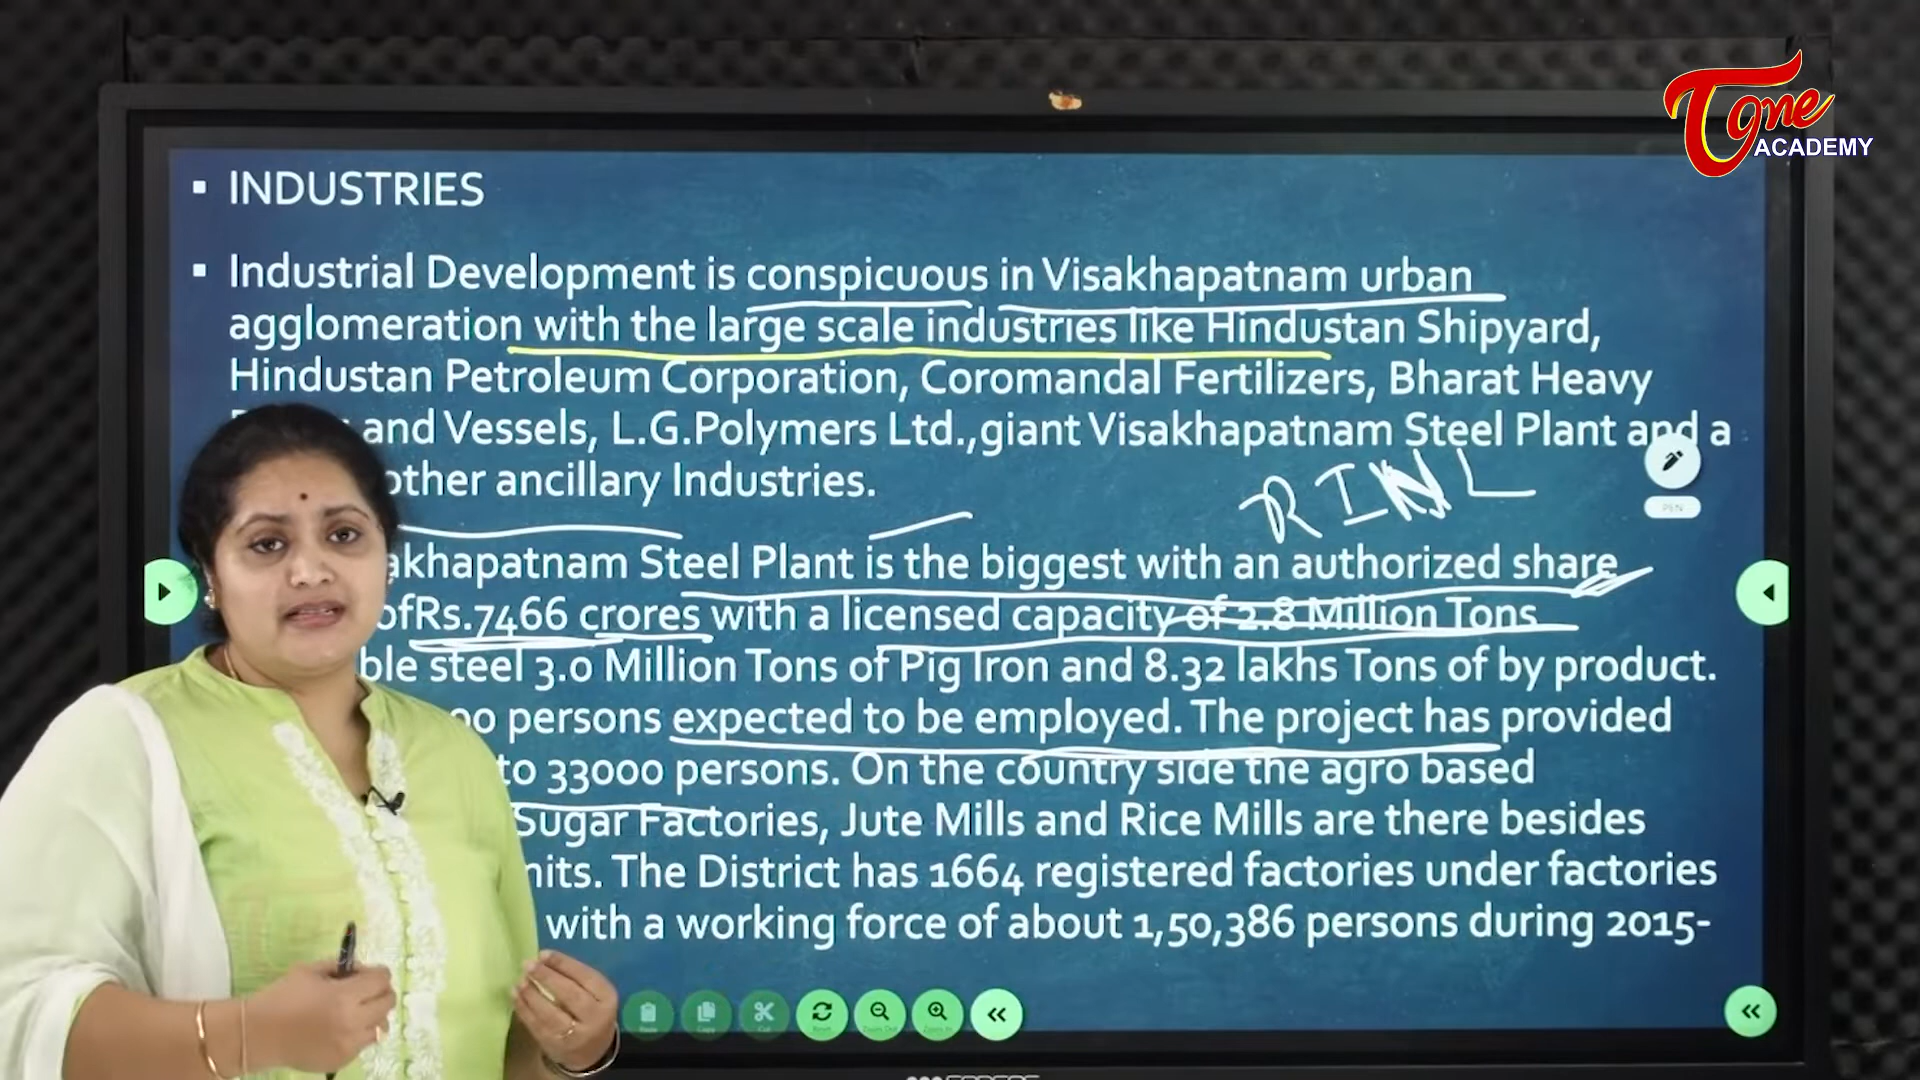 Tone
ACADEMY
INDUSTRIES
Industrial Development is conspicuous in Visakhapatnam urban
agglomeration with the large scale industries like Hindustan Shipyard,
Hindustan Petroleum Corporation, Coromandal Fertilizers, Bharat Heavy
and Vessels, L.G.Polymers Ltd.,giant Visakhapatnam Steel Plant and a
other ancillary Industries.
RINL
PEN
akhapatnam Steel Plant is the biggest with an authorized share
ofRs.7466 crores with a licensed capacity of 2.8 Million Tons
ble steel 3.0 Million Tons of Pig Iron and 8.32 lakhs Tons of by product.
00 persons expected to be employed. The project has provided
to 33000 persons. On the country side the agro based
Sugar Factories, Jute Mills and Rice Mills are there besides
nits. The District has 1664 registered factories under factories
with a working force of about 1,50,386 persons during 2015-